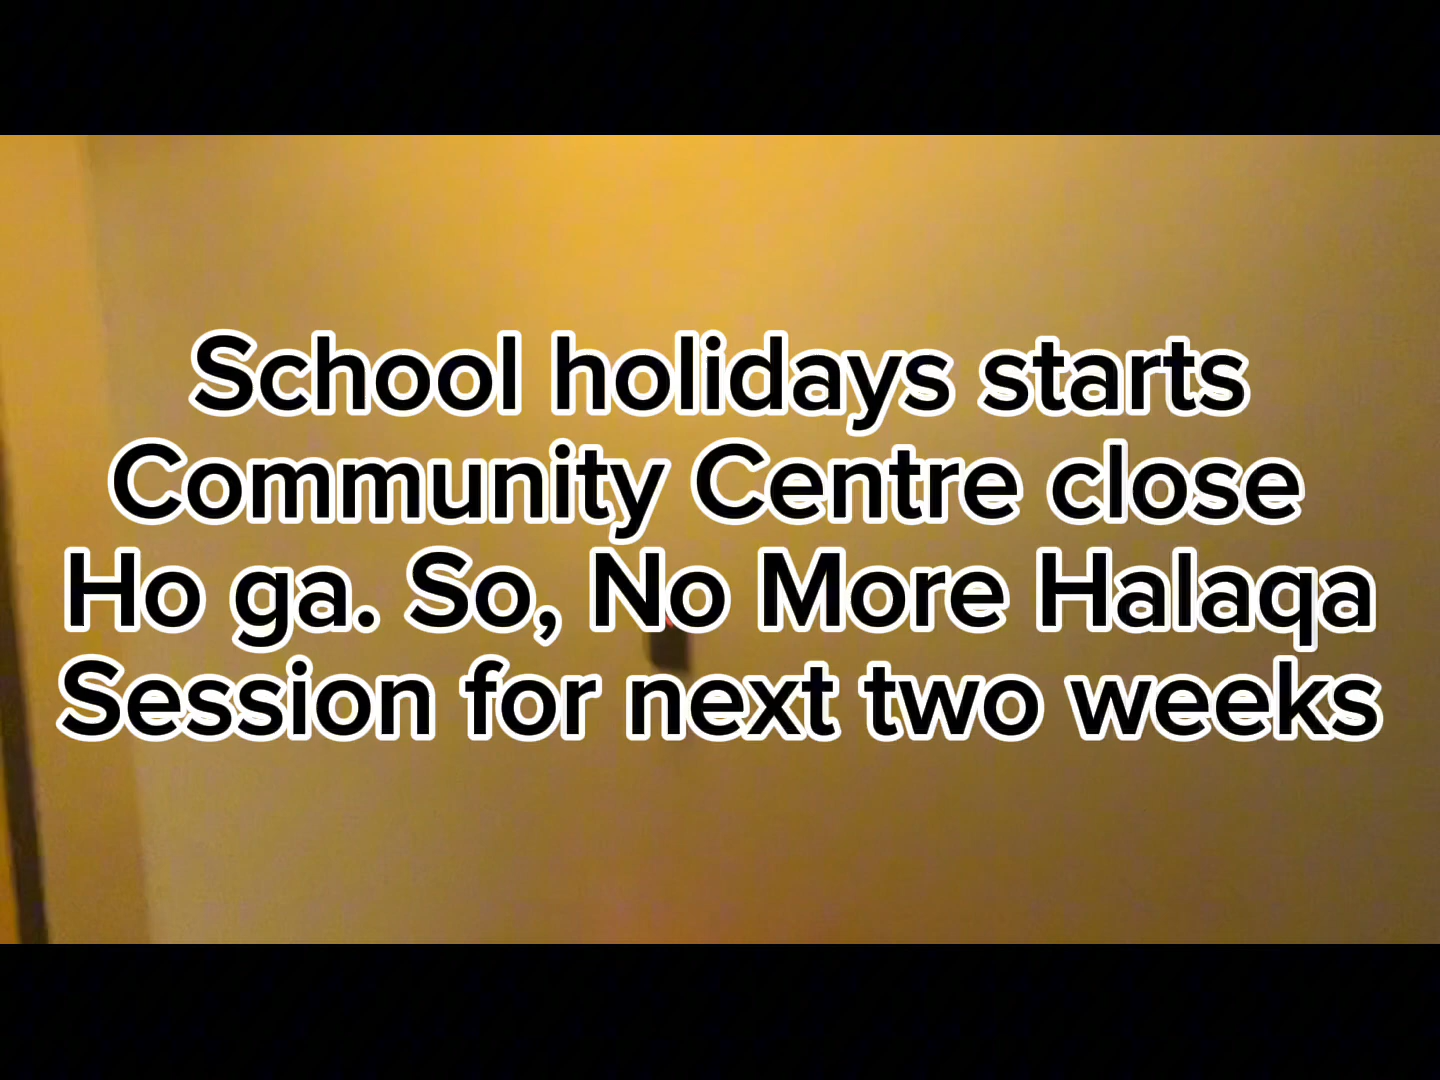 School holidays starts
Community Centre close
Ho ga. So, No More Halaqa
Session for next two weeks